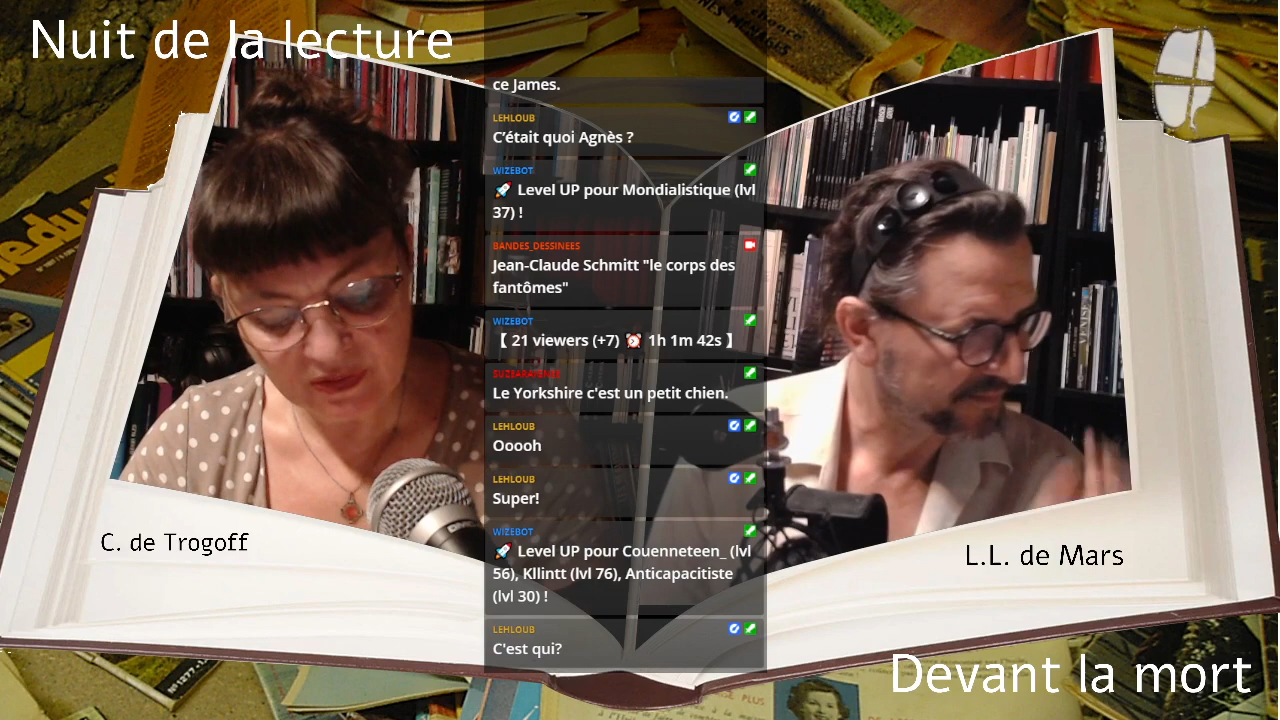 Nuit de la lecture
ce James.
LEHLOUB
C'était quoi Agnès ?
WIZEBOT
🚀 Level UP pour Mondialistique (lvl
37) !
BANDES_DESSINEES
Jean-Claude Schmitt "le corps des
fantômes"
WIZEBOT
【 21 viewers (+7) ⏰ 1h 1m 42s 】
Le Yorkshire c'est un petit chien.
LEHLOUB
Ooooh
LEHLOUB
Super!
WIZEBOT
🚀 Level UP pour Couenneteen_ (lvl
56), Kllintt (lvl 76), Anticapacitiste
(lvl 30) !
LEHLOUB
C'est qui?
C. de Trogoff
L.L. de Mars
Devant la mort